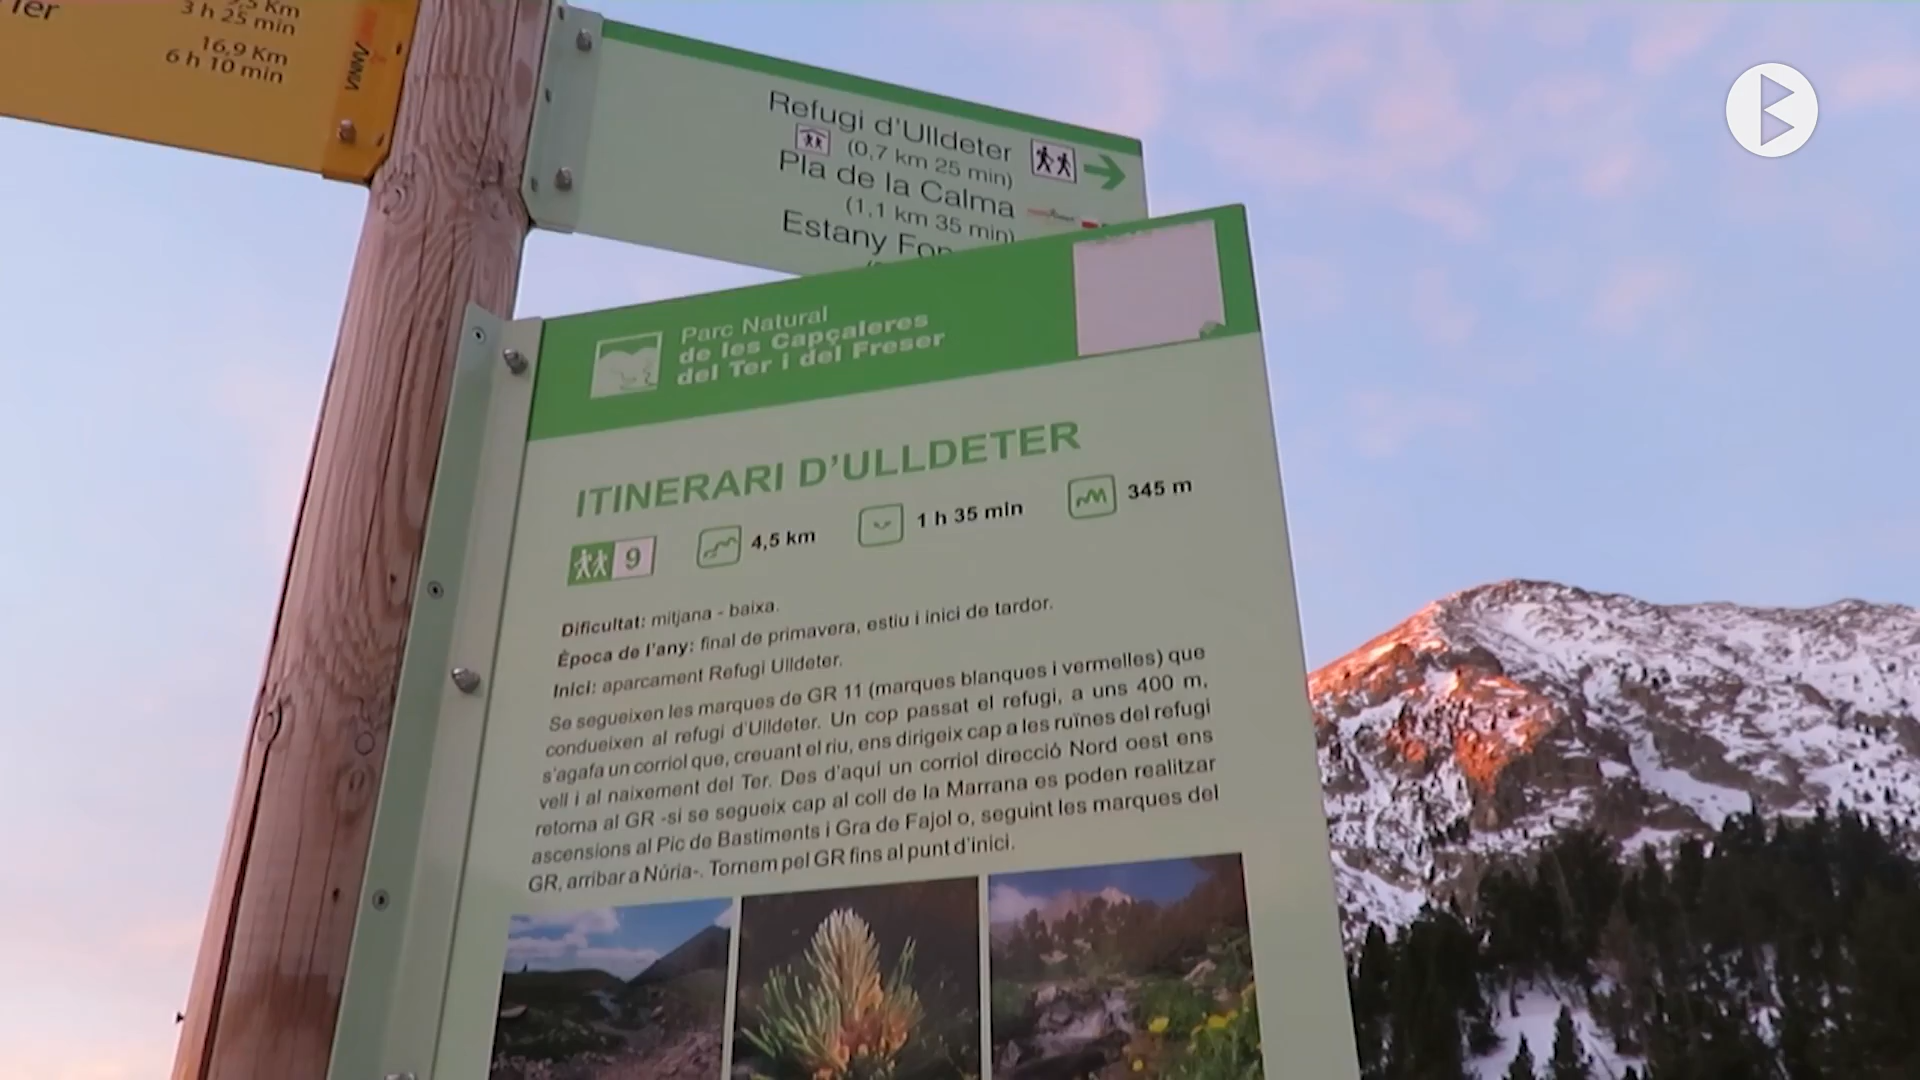 Ter
3 h 25 min
16,9 Km
6 h 10 min
Refugi d'Ulldeter
(0,7 km 25 min)
Pla de la Calma
(1,1 km 35 min)
Estany
Parc Natural
de les Capçaleres
del Ter i del Freser
ITINERARI D'ULLDETER
9
4,5 km
1 h 35 min
345 m
Dificultat: mitjana - baixa.
Època de l'any: final de primavera, estiu i inici de tardor.
Inici: aparcament Refugi Ulldeter.
Se segueixen les marques de GR 11 (marques blanques i vermelles) que
condueixen al refugi d'Ulldeter. Un cop passat el refugi, a uns 400 m,
s'agafa un corriol que, creuant el riu, ens dirigeix cap a les ruïnes del refugi
vell i al naixement del Ter. Des d'aquí un corriol direcció Nord oest ens
retorna al GR -si se segueix cap al coll de la Marrana es poden realitzar
ascensions al Pic de Bastiments i Gra de Fajol o, seguint les marques del
GR, arribar a Núria-. Tornem pel GR fins al punt d'inici.